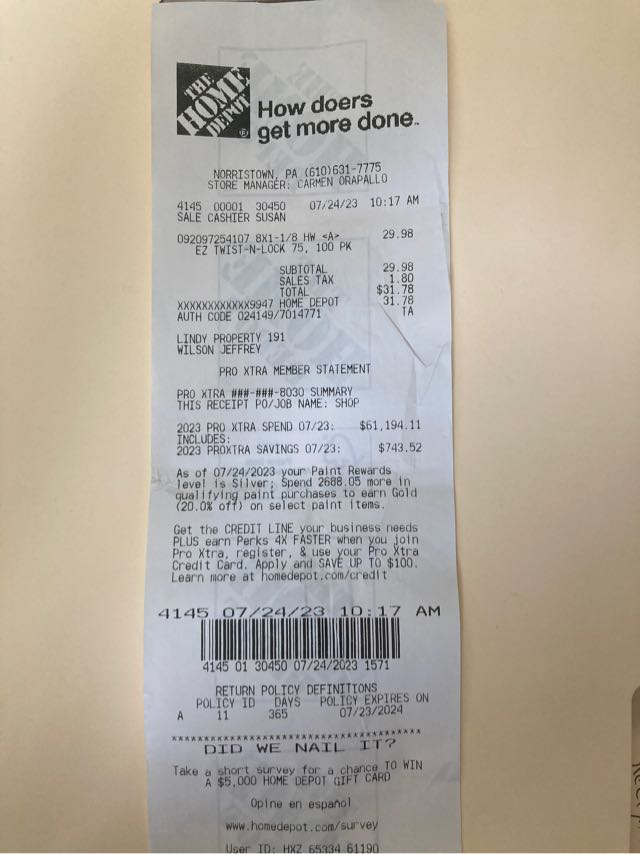 THE
HOME
DEPOT
How doers
get more done.
NORRISTOWN, PA (610)631-7775
STORE MANAGER: CARMEN ORAPALLO
4145 00001 30450 07/24/23 10:17 AM
SALE CASHIER SUSAN
092097254107 8X1-1/8 HW <A> 29.98
EZ TWIST-N-LOCK 75, 100 PK
SUBTOTAL 29.98
SALES TAX 1.80
TOTAL $31.78
XXXXXXXXXXXX9947 HOME DEPOT 31.78
AUTH CODE 024149/7014771 TA
LINDY PROPERTY 191
WILSON JEFFREY
PRO XTRA MEMBER STATEMENT
PRO XTRA ###-###-8030 SUMMARY
THIS RECEIPT PO/JOB NAME: SHOP
2023 PRO XTRA SPEND 07/23: $61,194.11
INCLUDES:
2023 PROXTRA SAVINGS 07/23: $743.52
As of 07/24/2023 your Paint Rewards
level is Silver; Spend 2688.05 more in
qualifying paint purchases to earn Gold
(20.0% off) on select paint items.
Get the CREDIT LINE your business needs
PLUS earn Perks 4X FASTER when you join
Pro Xtra, register, & use your Pro Xtra
Credit Card. Apply and SAVE UP TO $100.
Learn more at homedepot.com/credit
4145 07/24/23 10:17 AM
4145 01 30450 07/24/2023 1571
RETURN POLICY DEFINITIONS
POLICY ID DAYS POLICY EXPIRES ON
A 11 365 07/23/2024
DID WE NAIL IT?
Take a short survey for a chance TO WIN
A $5,000 HOME DEPOT GIFT CARD
Opine en español
www.homedepot.com/survey
User ID: HXZ 65334 61190